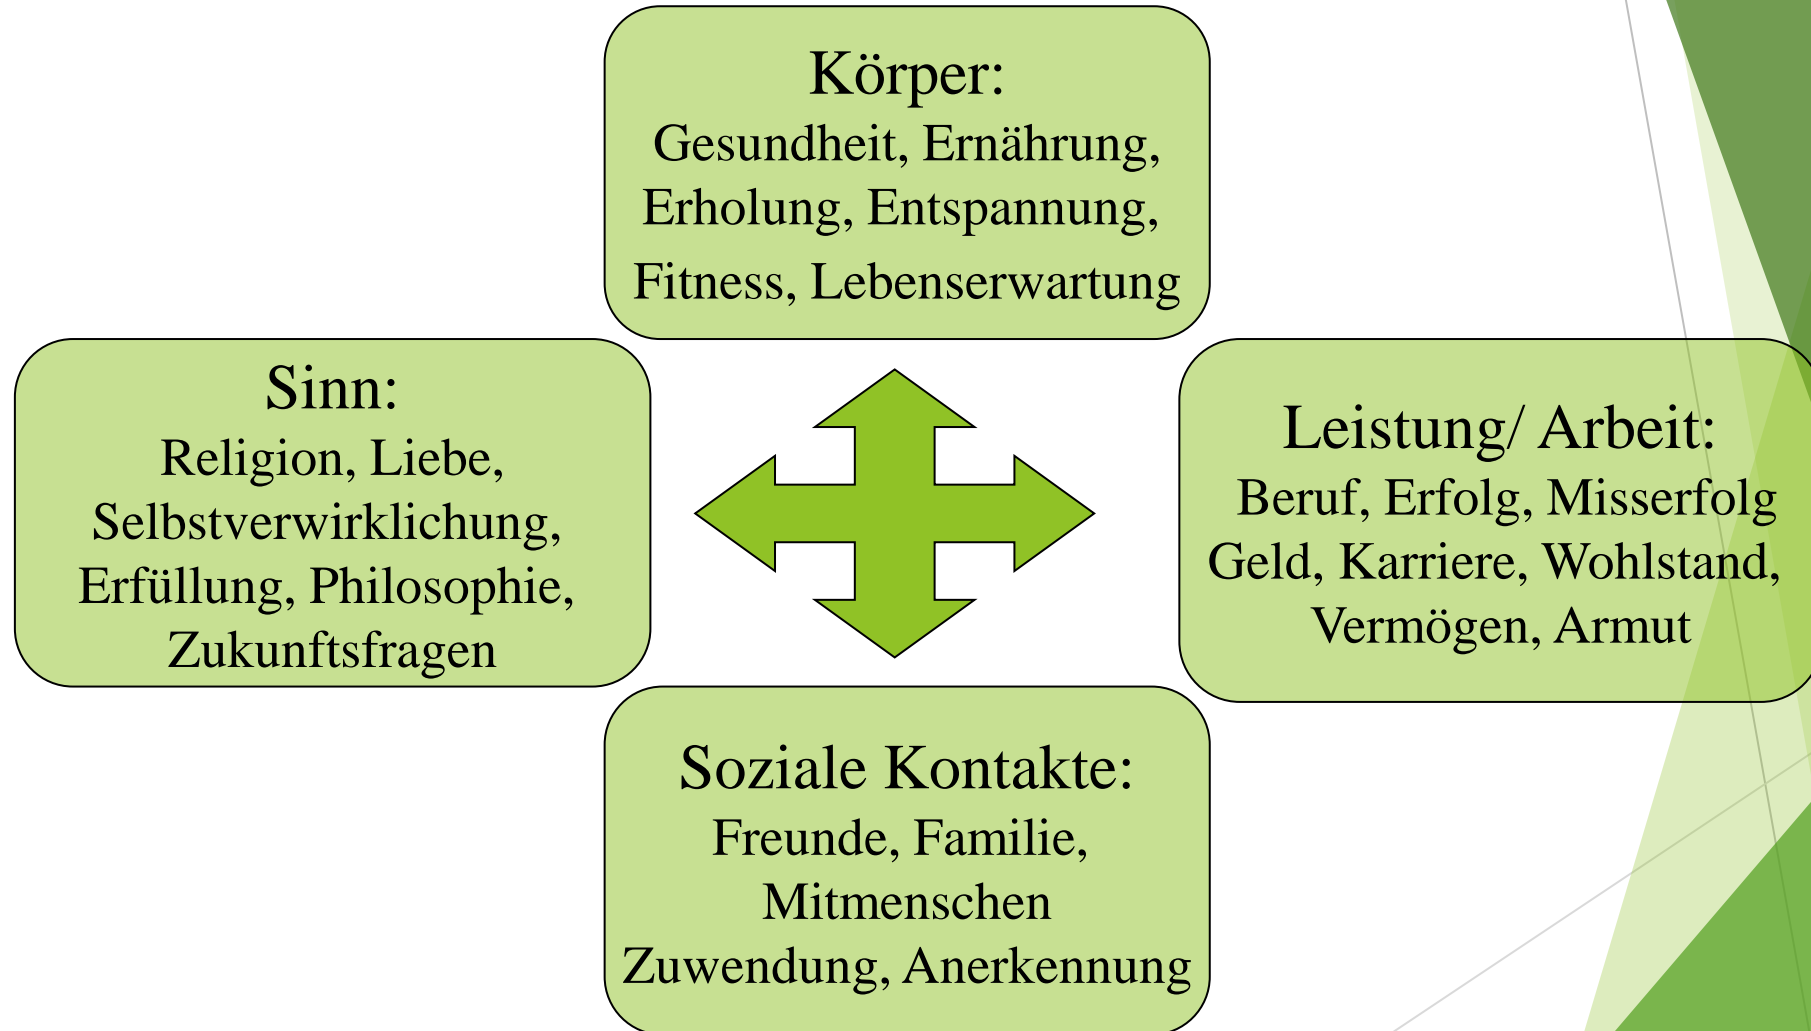 Körper:
Gesundheit, Ernährung,
Erholung, Entspannung,
Fitness, Lebenserwartung
Sinn:
Religion, Liebe,
Selbstverwirklichung,
Erfüllung, Philosophie,
Zukunftsfragen
Leistung/ Arbeit:
Beruf, Erfolg, Misserfolg
Geld, Karriere, Wohlstand,
Vermögen, Armut
Soziale Kontakte:
Freunde, Familie,
Mitmenschen
Zuwendung, Anerkennung